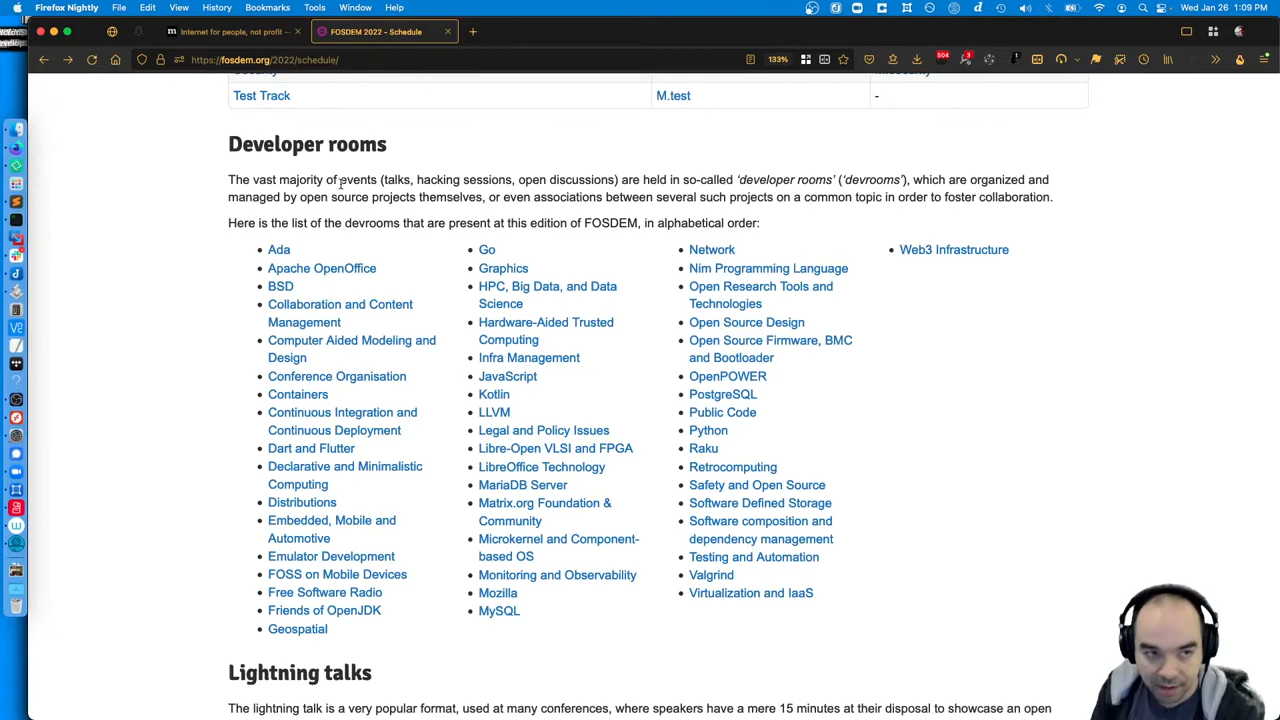 Firefox Nightly File Edit View History Bookmarks Developer Tools Window Help Wed Jan 26 1:09 PM
Internet for people, not profit —
FOSDEM 2022 - Schedule
https://fosdem.org/2022/schedule/
133%
504
3
Test Track M.test -
Developer rooms
The vast majority of events (talks, hacking sessions, open discussions) are held in so-called ‘developer rooms’ (‘devrooms’), which are organized and
managed by open source projects themselves, or even associations between several such projects on a common topic in order to foster collaboration.
Here is the list of the devrooms that are present at this edition of FOSDEM, in alphabetical order:
Ada
Apache OpenOffice
BSD
Collaboration and Content
Management
Computer Aided Modeling and
Design
Conference Organisation
Containers
Continuous Integration and
Continuous Deployment
Dart and Flutter
Declarative and Minimalistic
Computing
Distributions
Embedded, Mobile and
Automotive
Emulator Development
FOSS on Mobile Devices
Free Software Radio
Friends of OpenJDK
Geospatial
Go
Graphics
HPC, Big Data, and Data
Science
Hardware-Aided Trusted
Computing
Infra Management
JavaScript
Kotlin
LLVM
Legal and Policy Issues
Libre-Open VLSI and FPGA
LibreOffice Technology
MariaDB Server
Matrix.org Foundation &
Community
Microkernel and Component-
based OS
Monitoring and Observability
Mozilla
MySQL
Network
Nim Programming Language
Open Research Tools and
Technologies
Open Source Design
Open Source Firmware, BMC
and Bootloader
OpenPOWER
PostgreSQL
Public Code
Python
Raku
Retrocomputing
Safety and Open Source
Software Defined Storage
Software composition and
dependency management
Testing and Automation
Valgrind
Virtualization and IaaS
Web3 Infrastructure
Lightning talks
The lightning talk is a very popular format, used at many conferences, where speakers have a mere 15 minutes at their disposal to showcase an open